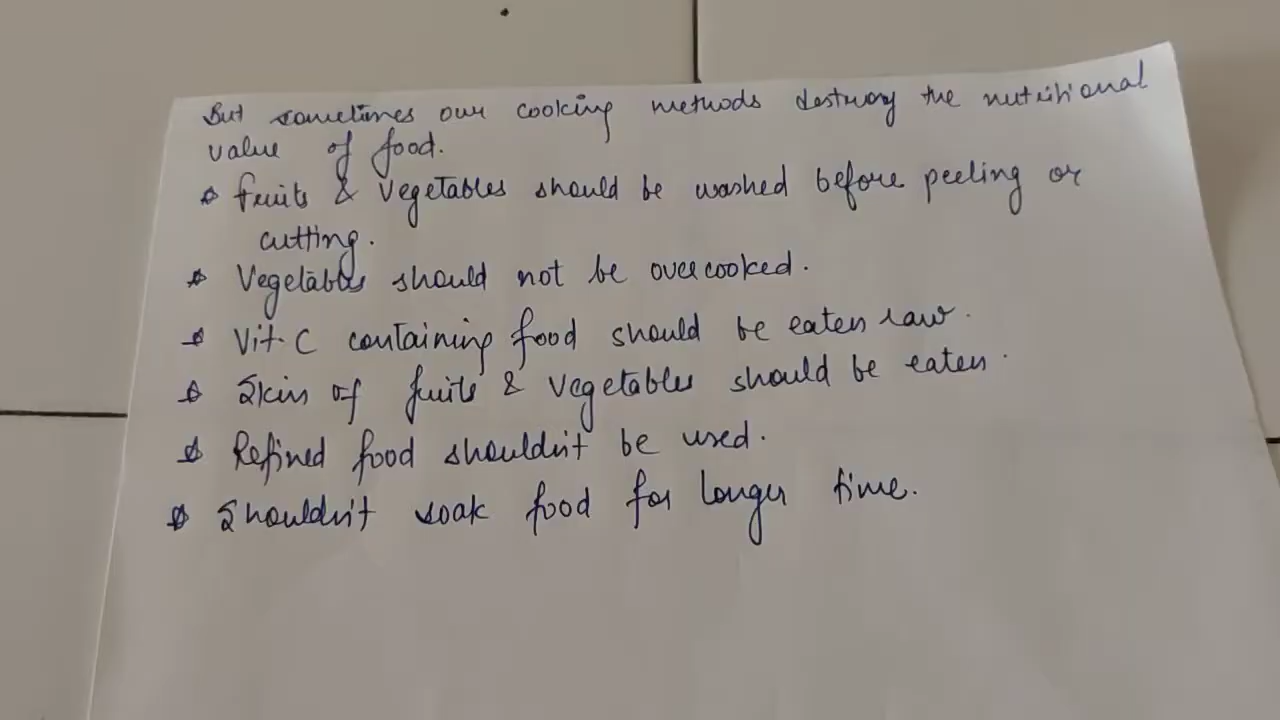 But sometimes our cooking methods destroy the nutritional
value of food.
* fruits & vegetables should be washed before peeling or
cutting.
* Vegetables should not be overcooked.
* Vit. C containing food should be eaten raw.
* Skin of fruits & vegetables should be eaten.
* Refined food shouldn't be used.
* Shouldn't soak food for longer time.